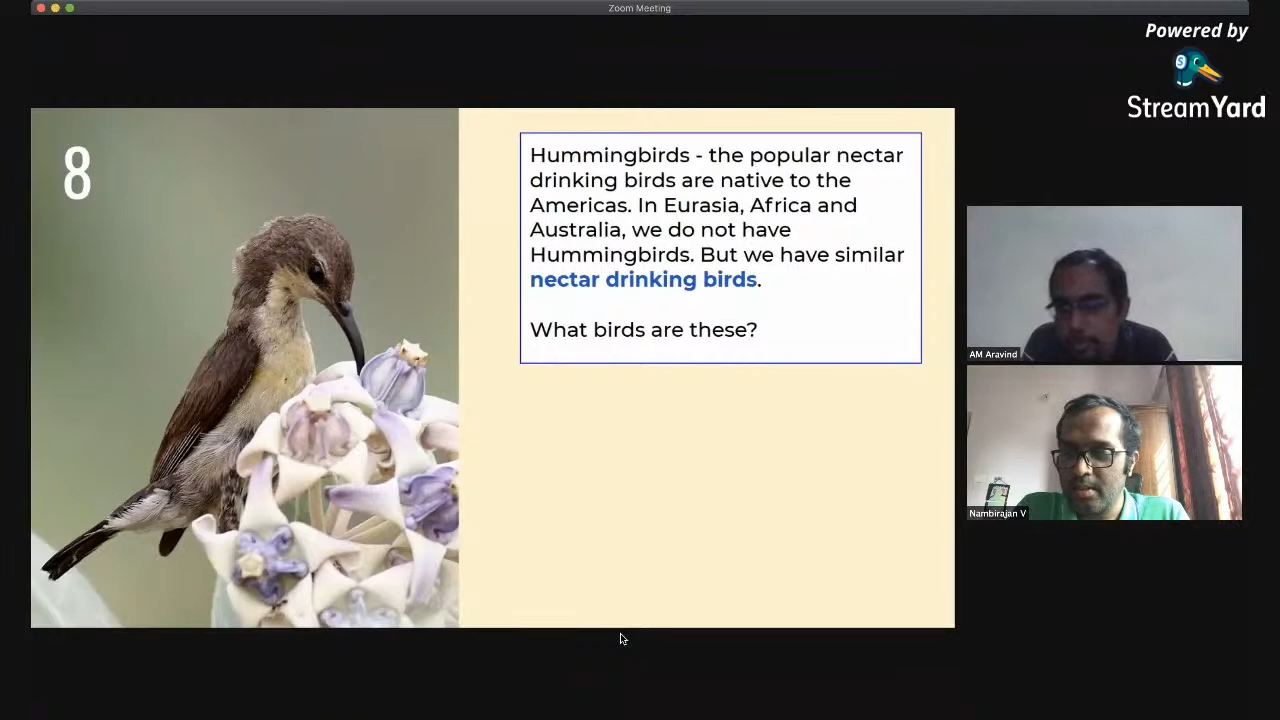 Zoom Meeting
Powered by
S
StreamYard
8
Hummingbirds - the popular nectar
drinking birds are native to the
Americas. In Eurasia, Africa and
Australia, we do not have
Hummingbirds. But we have similar
nectar drinking birds.
What birds are these?
AM Aravind
Nambirajan V